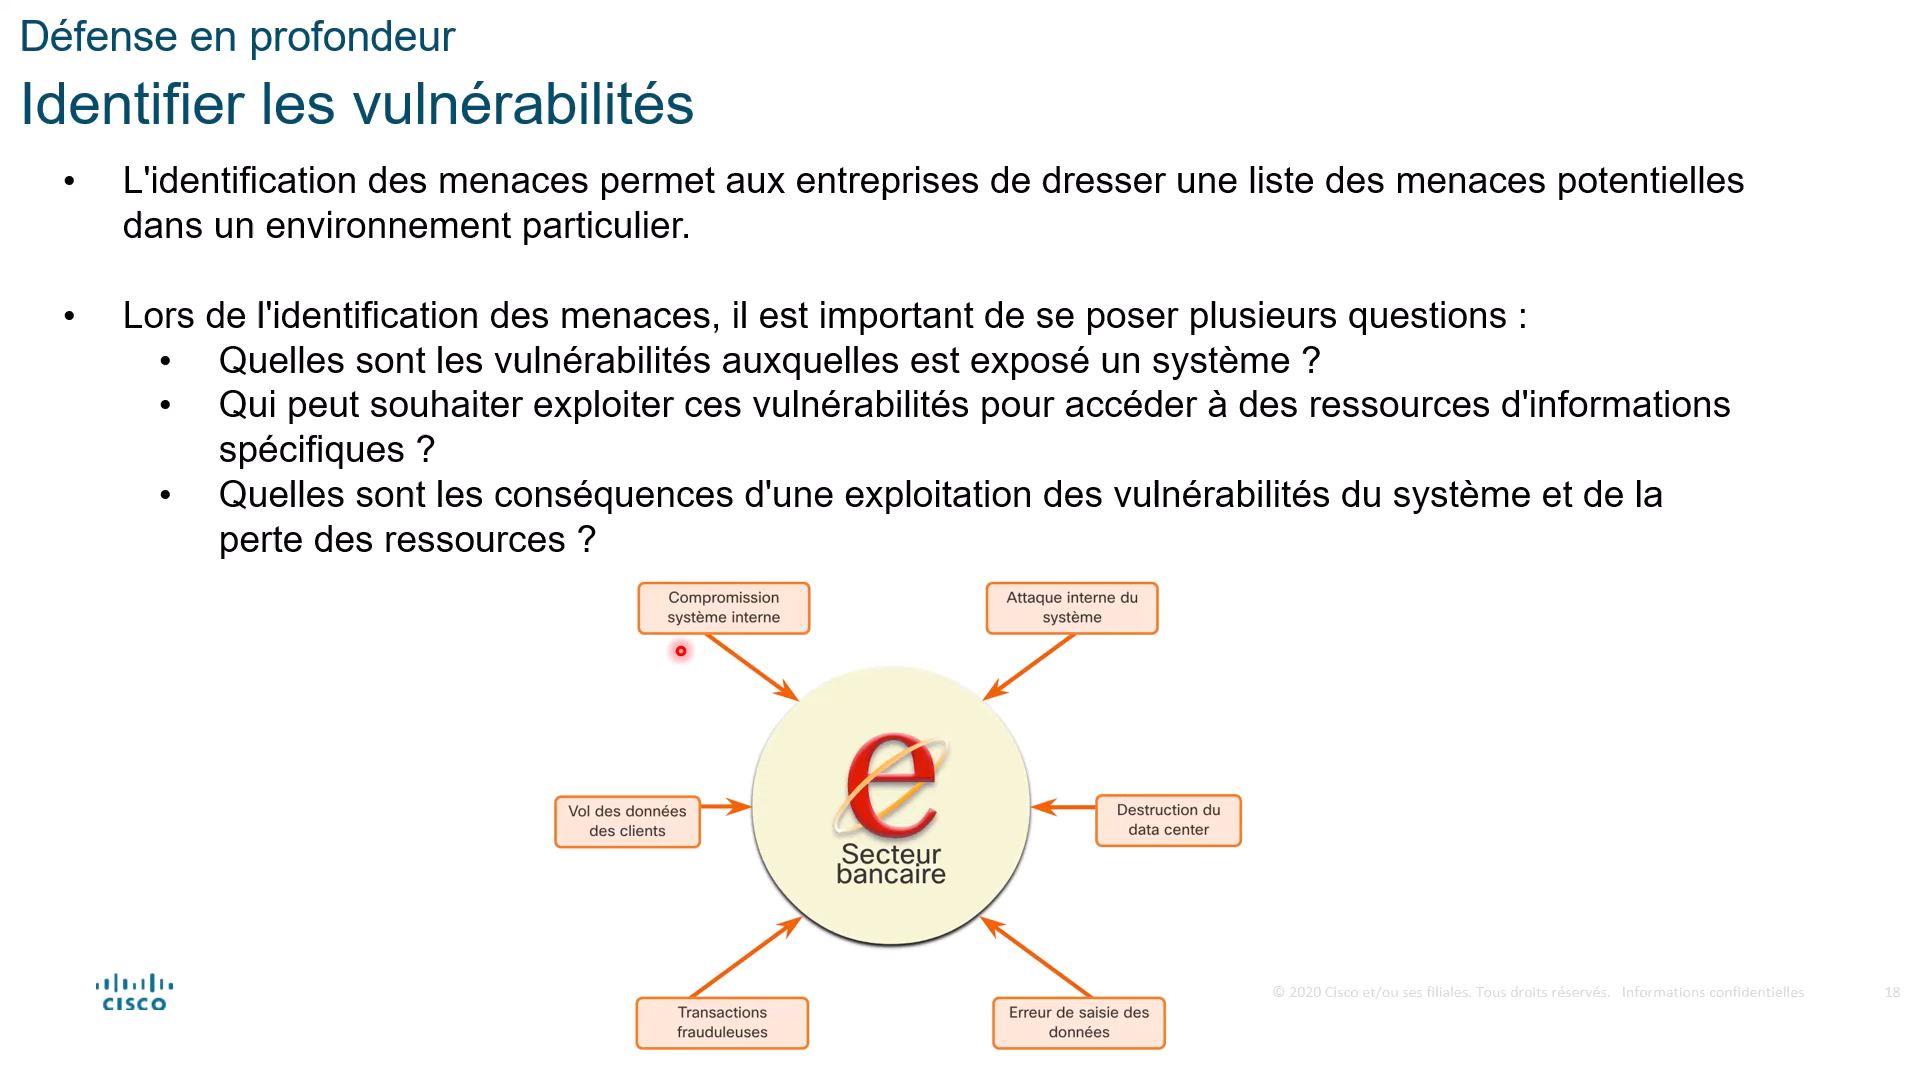 Défense en profondeur
Identifier les vulnérabilités
• L'identification des menaces permet aux entreprises de dresser une liste des menaces potentielles
dans un environnement particulier.
• Lors de l'identification des menaces, il est important de se poser plusieurs questions :
• Quelles sont les vulnérabilités auxquelles est exposé un système ?
• Qui peut souhaiter exploiter ces vulnérabilités pour accéder à des ressources d'informations
spécifiques ?
• Quelles sont les conséquences d'une exploitation des vulnérabilités du système et de la
perte des ressources ?
Compromission
système interne
Attaque interne du
système
Vol des données
des clients
e
Secteur
bancaire
Destruction du
data center
Transactions
frauduleuses
Erreur de saisie des
données
CISCO
© 2020 Cisco et/ou ses filiales. Tous droits réservés. Informations confidentielles
18